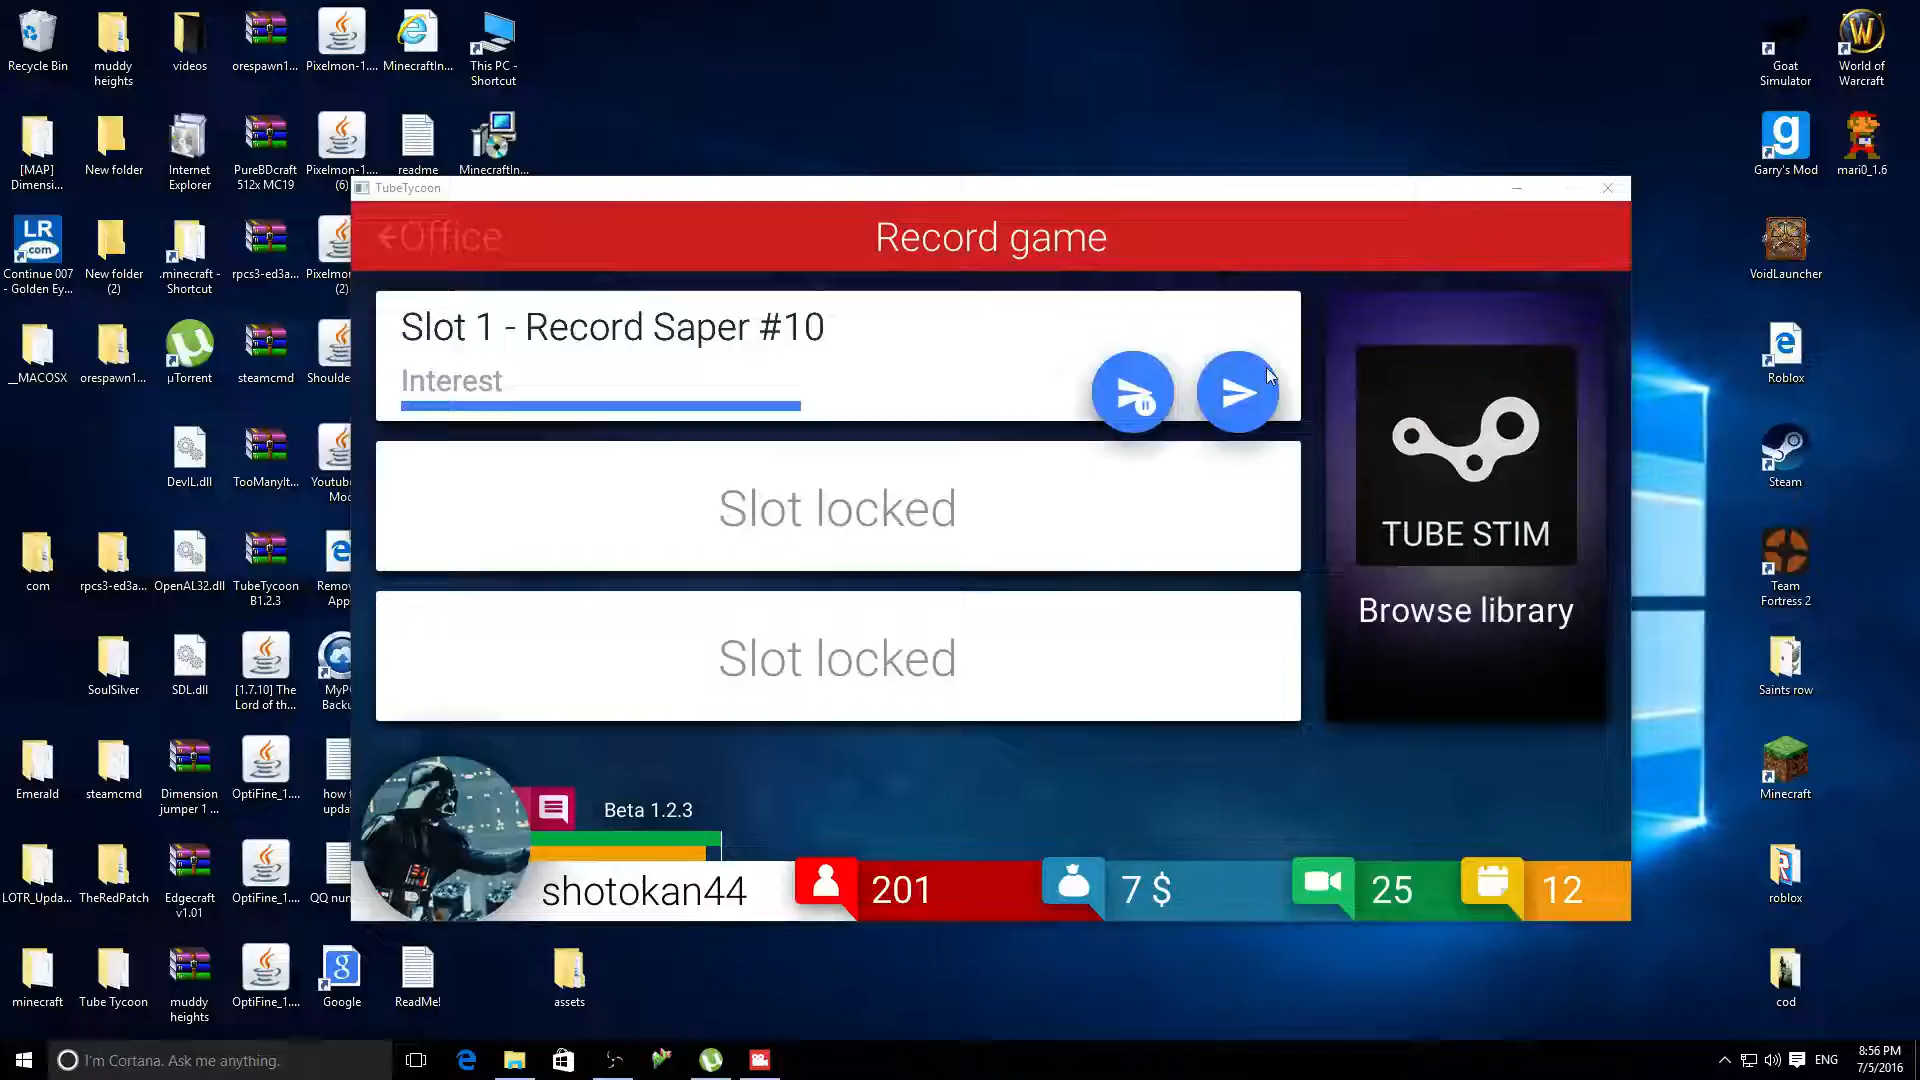 Recycle Bin
muddy
heights
videos
orespawn1...
Pixelmon-1....
MinecraftIn...
This PC -
Shortcut
Goat
Simulator
World of
Warcraft
[MAP]
Dimensi...
New folder
Internet
Explorer
PureBDcraft
512x MC19
Pixelmon-1....
(6)
readme
MinecraftIn...
Garry's Mod
mari0_1.6
LR
com
Continue 007
- Golden Ey...
New folder
(2)
.minecraft -
Shortcut
rpcs3-ed3a...
Pixelmon
(2)
VoidLauncher
__MACOSX
orespawn1...
µTorrent
steamcmd
Shoulde
Roblox
DevIL.dll
TooManyIt...
Youtub
Mo
Steam
com
rpcs3-ed3a...
OpenAL32.dll
TubeTycoon
B1.2.3
Remo
App
Team
Fortress 2
SoulSilver
SDL.dll
[1.7.10] The
Lord of th...
MyP
Backu
Saints row
Emerald
steamcmd
Dimension
jumper 1 ...
OptiFine_1....
how
upda
Minecraft
LOTR_Upda...
TheRedPatch
Edgecraft
v1.01
OptiFine_1....
QQ nu
roblox
minecraft
Tube Tycoon
muddy
heights
OptiFine_1....
Google
ReadMe!
assets
cod
TubeTycoon
Office
Record game
Slot 1 - Record Saper #10
Interest
Slot locked
Slot locked
TUBE STIM
Browse library
Beta 1.2.3
shotokan44
201
7 $
25
12
I'm Cortana. Ask me anything.
ENG
8:56 PM
7/5/2016